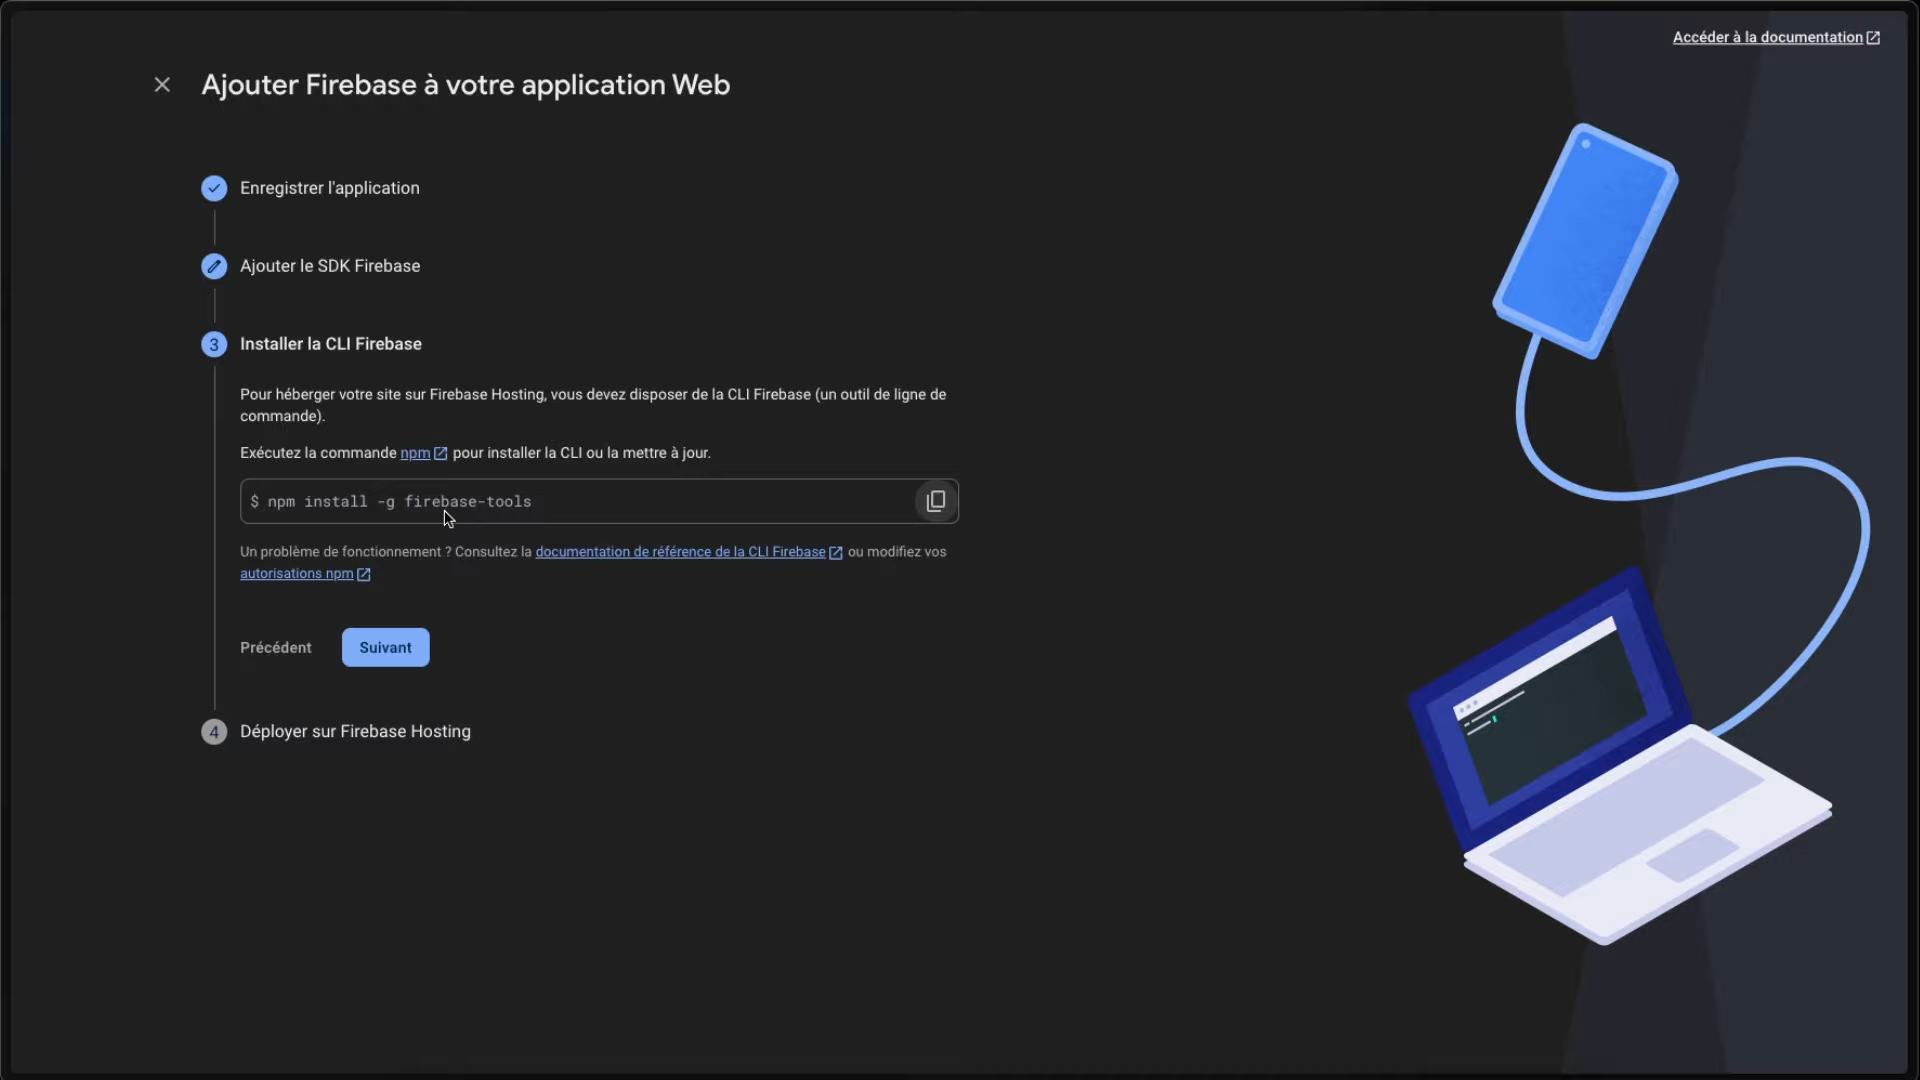 Accéder à la documentation
Ajouter Firebase à votre application Web
Enregistrer l'application
Ajouter le SDK Firebase
3 Installer la CLI Firebase
Pour héberger votre site sur Firebase Hosting, vous devez disposer de la CLI Firebase (un outil de ligne de
commande).
Exécutez la commande npm pour installer la CLI ou la mettre à jour.
$ npm install -g firebase-tools
Un problème de fonctionnement ? Consultez la documentation de référence de la CLI Firebase ou modifiez vos
autorisations npm
Précédent Suivant
4 Déployer sur Firebase Hosting